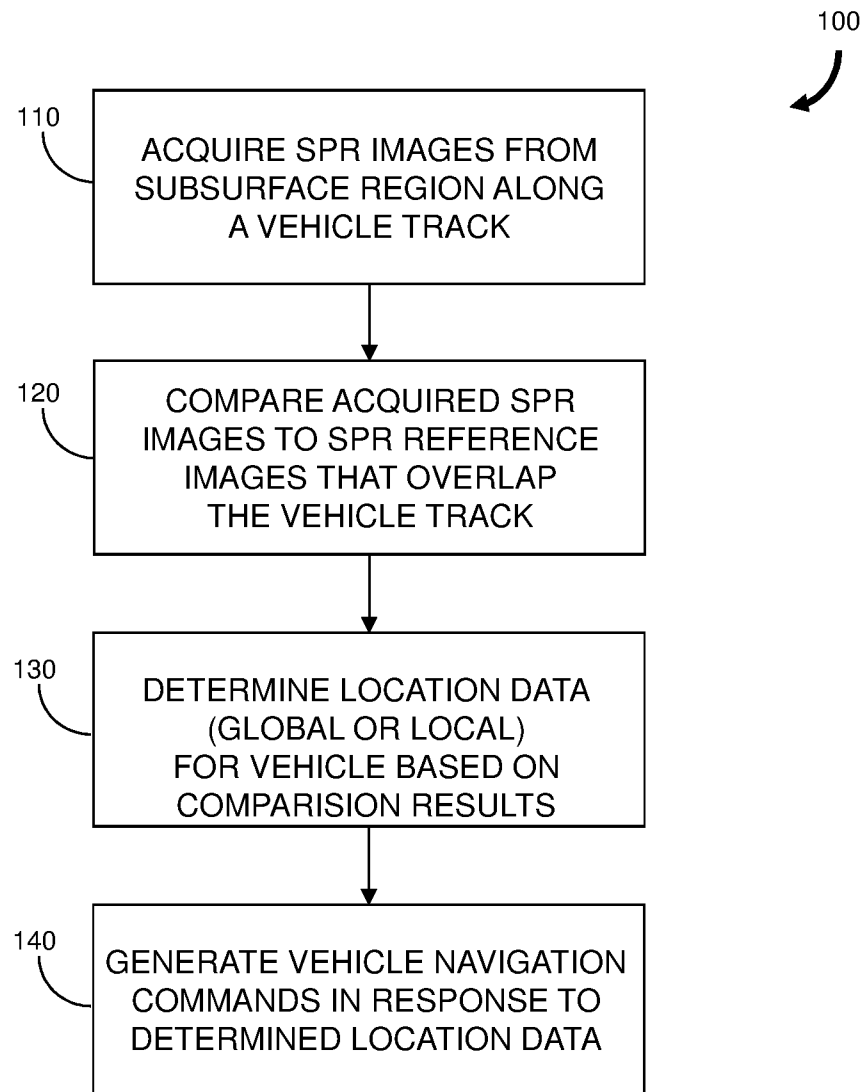 100
110
ACQUIRE SPR IMAGES FROM
SUBSURFACE REGION ALONG
A VEHICLE TRACK
120
COMPARE ACQUIRED SPR
IMAGES TO SPR REFERENCE
IMAGES THAT OVERLAP
THE VEHICLE TRACK
130
DETERMINE LOCATION DATA
(GLOBAL OR LOCAL)
FOR VEHICLE BASED ON
COMPARISION RESULTS
140
GENERATE VEHICLE NAVIGATION
COMMANDS IN RESPONSE TO
DETERMINED LOCATION DATA